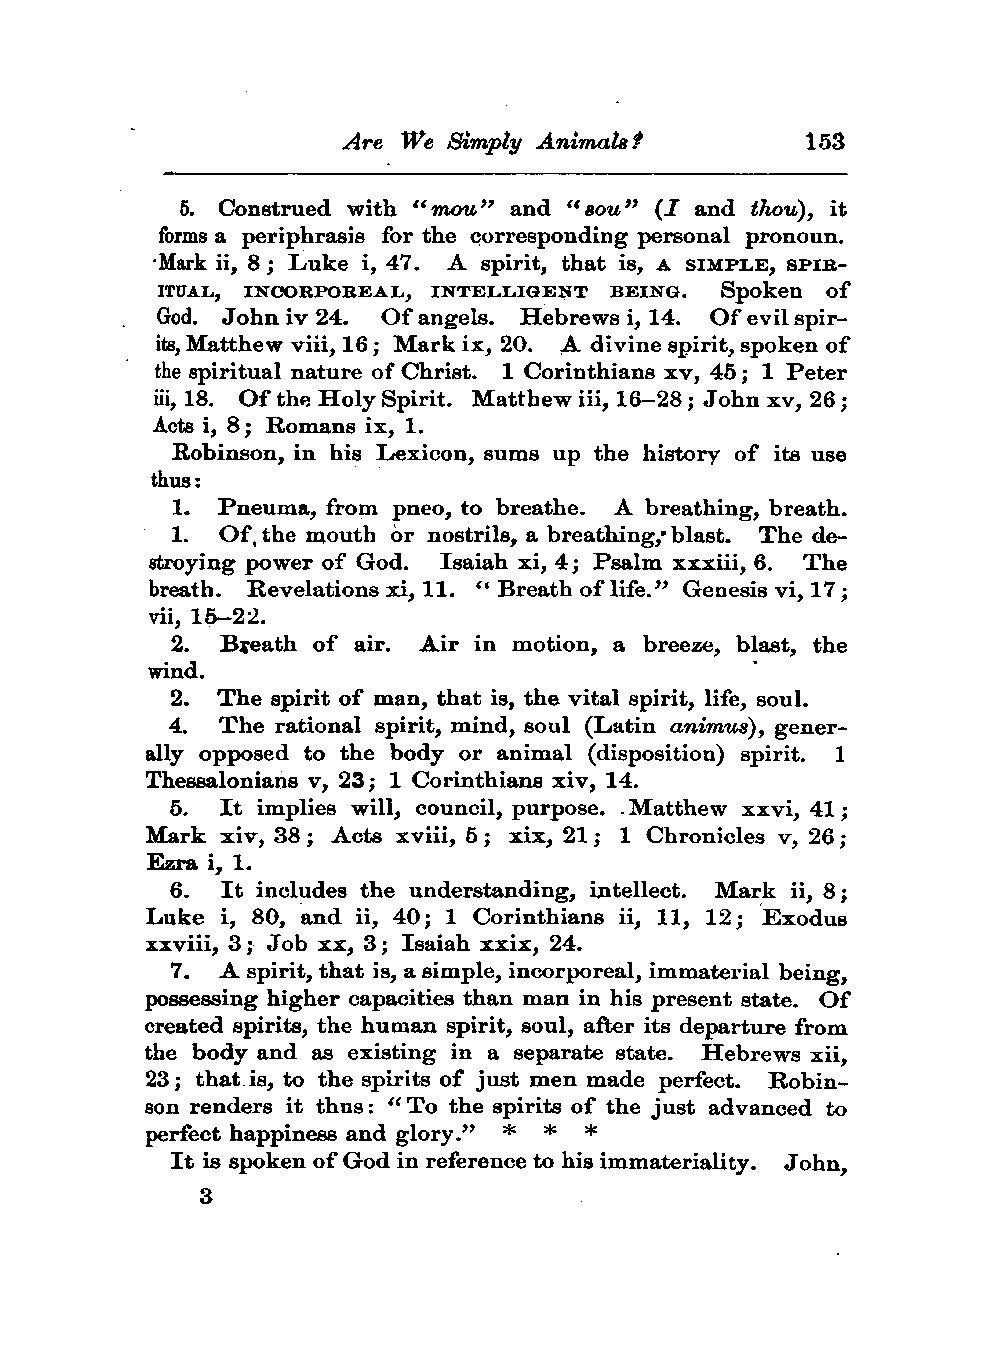 Are We Simply Animals? 153
5. Construed with "mou" and "sou" (I and thou), it
forms a periphrasis for the corresponding personal pronoun.
Mark ii, 8; Luke i, 47. A spirit, that is, A SIMPLE, SPIR-
ITUAL, INCORPOREAL, INTELLIGENT BEING. Spoken of
God. John iv 24. Of angels. Hebrews i, 14. Of evil spir-
its, Matthew viii, 16; Mark ix, 20. A divine spirit, spoken of
the spiritual nature of Christ. 1 Corinthians xv, 45; 1 Peter
iii, 18. Of the Holy Spirit. Matthew iii, 16–28; John xv, 26;
Acts i, 8; Romans ix, 1.
Robinson, in his Lexicon, sums up the history of its use
thus:
1. Pneuma, from pneo, to breathe. A breathing, breath.
1. Of the mouth or nostrils, a breathing, blast. The de-
stroying power of God. Isaiah xi, 4; Psalm xxxiii, 6. The
breath. Revelations xi, 11. "Breath of life." Genesis vi, 17;
vii, 15–22.
2. Breath of air. Air in motion, a breeze, blast, the
wind.
2. The spirit of man, that is, the vital spirit, life, soul.
4. The rational spirit, mind, soul (Latin animus), gener-
ally opposed to the body or animal (disposition) spirit. 1
Thessalonians v, 23; 1 Corinthians xiv, 14.
5. It implies will, council, purpose. Matthew xxvi, 41;
Mark xiv, 38; Acts xviii, 5; xix, 21; 1 Chronicles v, 26;
Ezra i, 1.
6. It includes the understanding, intellect. Mark ii, 8;
Luke i, 80, and ii, 40; 1 Corinthians ii, 11, 12; Exodus
xxviii, 3; Job xx, 3; Isaiah xxix, 24.
7. A spirit, that is, a simple, incorporeal, immaterial being,
possessing higher capacities than man in his present state. Of
created spirits, the human spirit, soul, after its departure from
the body and as existing in a separate state. Hebrews xii,
23; that is, to the spirits of just men made perfect. Robin-
son renders it thus: "To the spirits of the just advanced to
perfect happiness and glory." * * *
It is spoken of God in reference to his immateriality. John,
3